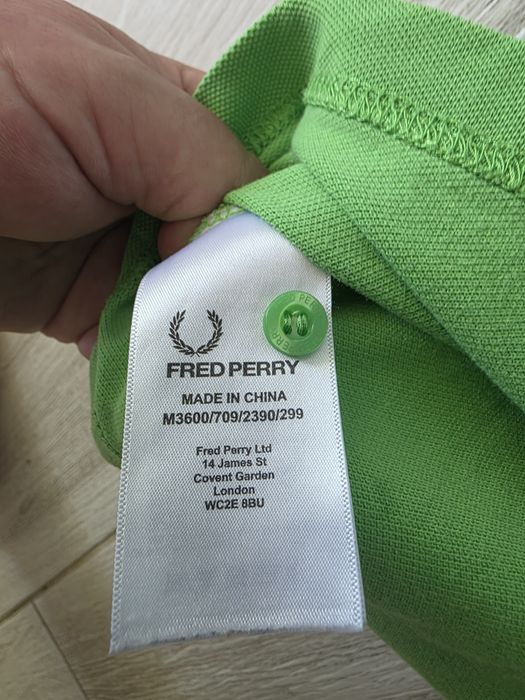 FRED PERRY
MADE IN CHINA
M3600/709/2390/299
Fred Perry Ltd
14 James St
Covent Garden
London
WC2E 8BU